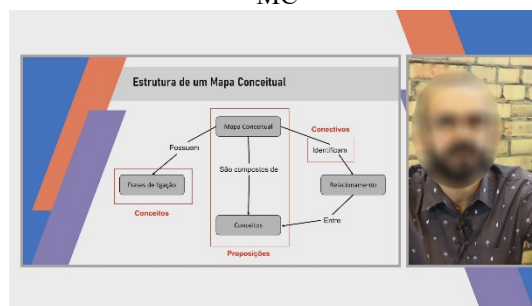 MC
Estrutura de um Mapa Conceitual
Mapa Conceitual
Conectivos
Possuem
Identificam
São compostos de
Frases de ligação
Relacionamento
Conceitos
Entre
Conceitos
Proposições